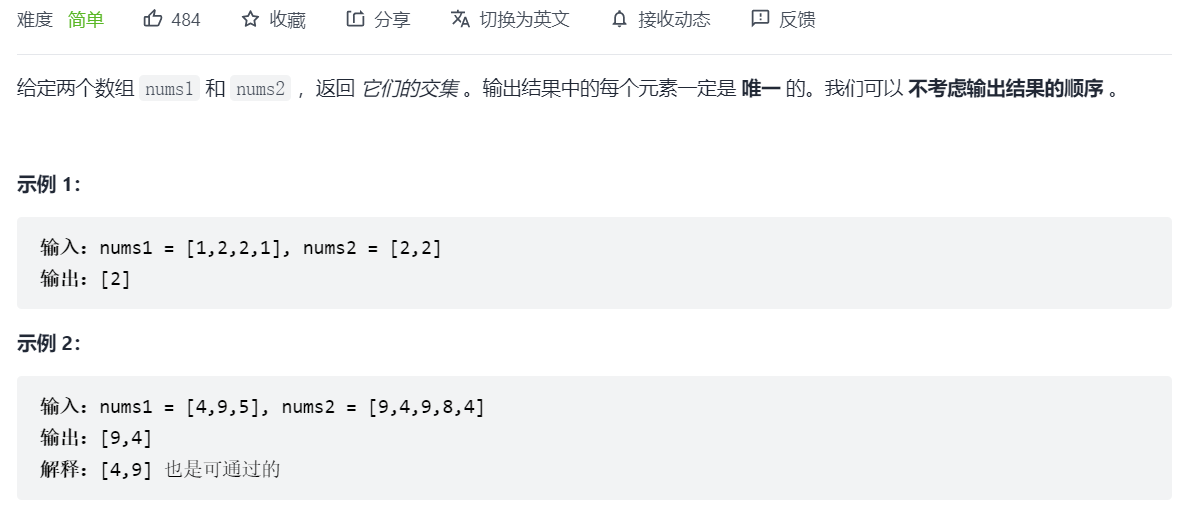 难度 简单 484 收藏 分享 切换为英文 接收动态 反馈
给定两个数组 nums1 和 nums2 ，返回 它们的交集 。输出结果中的每个元素一定是 唯一 的。我们可以 不考虑输出结果的顺序 。
示例 1：
输入：nums1 = [1,2,2,1], nums2 = [2,2]
输出：[2]
示例 2：
输入：nums1 = [4,9,5], nums2 = [9,4,9,8,4]
输出：[9,4]
解释：[4,9] 也是可通过的